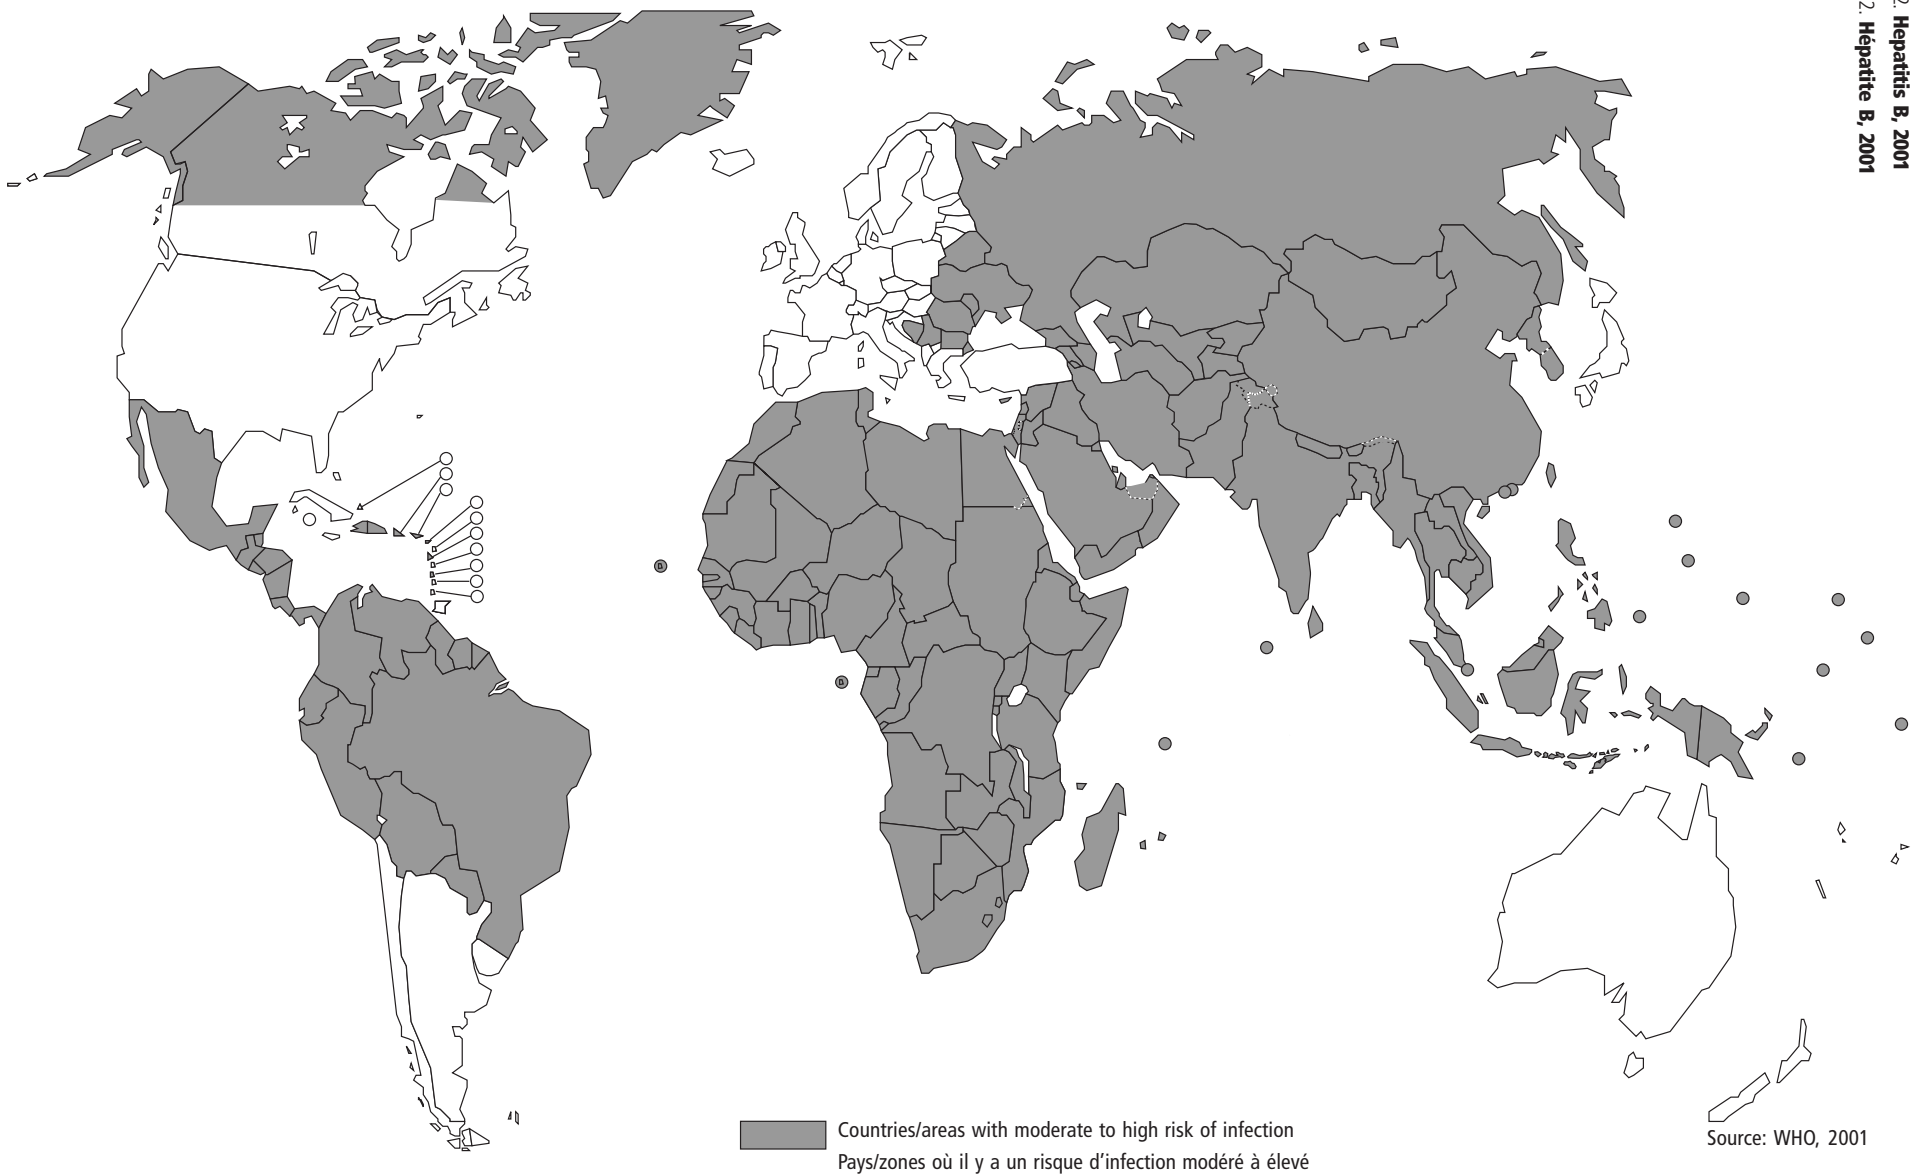 2. Hepatitis B, 2001
2. Hépatite B, 2001
Countries/areas with moderate to high risk of infection
Pays/zones où il y a un risque d'infection modéré à élevé
Source: WHO, 2001